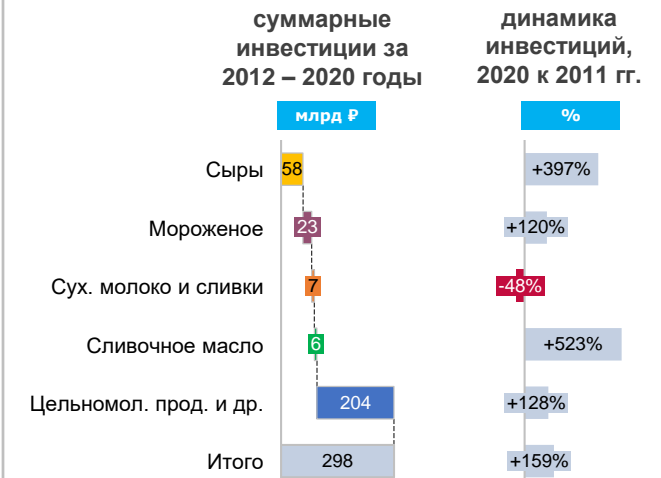 суммарные
инвестиции за
2012 – 2020 годы
динамика
инвестиций,
2020 к 2011 гг.
млрд ₽
%
Сыры 58 +397%
Мороженое 23 +120%
Сух. молоко и сливки 7 -48%
Сливочное масло 6 +523%
Цельномол. прод. и др. 204 +128%
Итого 298 +159%